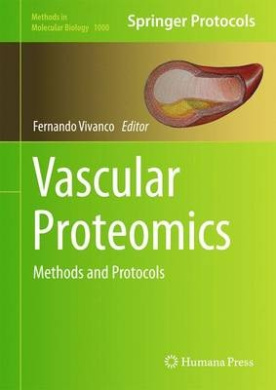 Methods in
Molecular Biology 1000
Springer Protocols
Fernando Vivanco Editor
Vascular
Proteomics
Methods and Protocols
Humana Press